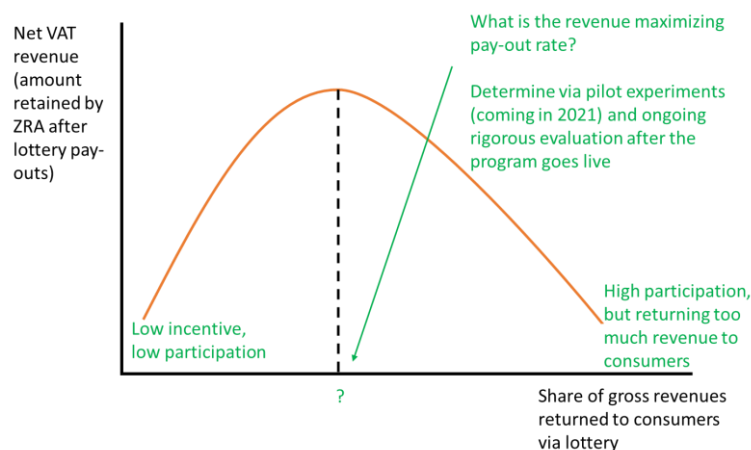 Net VAT
revenue
(amount
retained by
ZRA after
lottery pay-
outs)
What is the revenue maximizing
pay-out rate?
Determine via pilot experiments
(coming in 2021) and ongoing
rigorous evaluation after the
program goes live
Low incentive,
low participation
High participation,
but returning too
much revenue to
consumers
?
Share of gross revenues
returned to consumers
via lottery